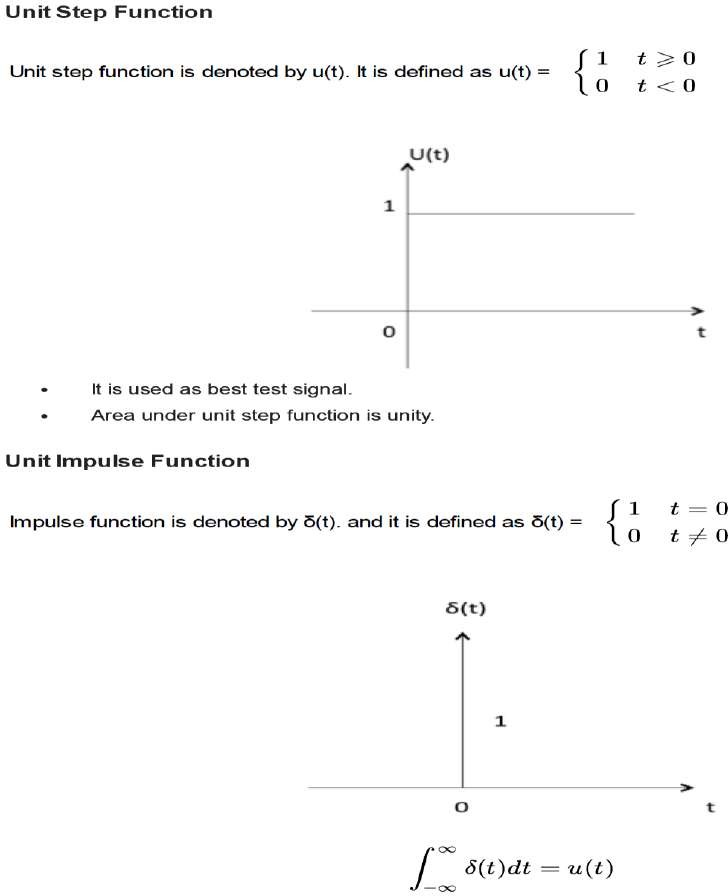 Unit Step Function
Unit step function is denoted by u(t). It is defined as u(t) = { 1 t ⩾ 0
0 t < 0
U(t)
1
0 t
• It is used as best test signal.
• Area under unit step function is unity.
Unit Impulse Function
Impulse function is denoted by δ(t). and it is defined as δ(t) = { 1 t = 0
0 t ≠ 0
δ(t)
1
0 t
∫_{-∞}^{∞} δ(t)dt = u(t)